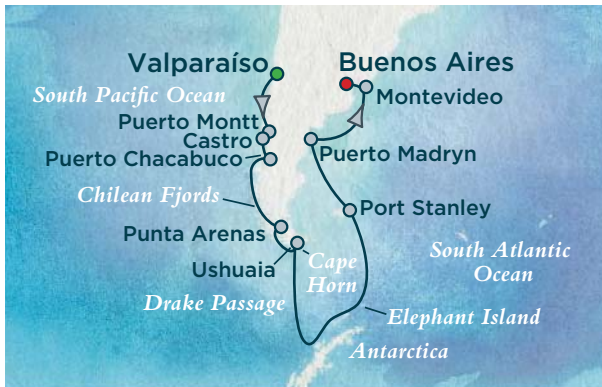 Valparaíso
Buenos Aires
South Pacific Ocean
Montevideo
Puerto Montt
Castro
Puerto Chacabuco
Puerto Madryn
Chilean Fjords
Port Stanley
Punta Arenas
Ushuaia
Cape
Horn
South Atlantic
Ocean
Drake Passage
Elephant Island
Antarctica